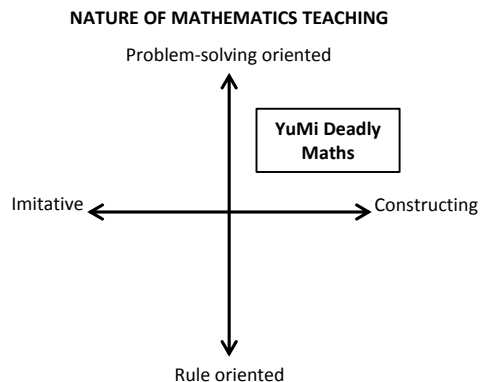 NATURE OF MATHEMATICS TEACHING
Problem-solving oriented
YuMi Deadly
Maths
Imitative
Constructing
Rule oriented